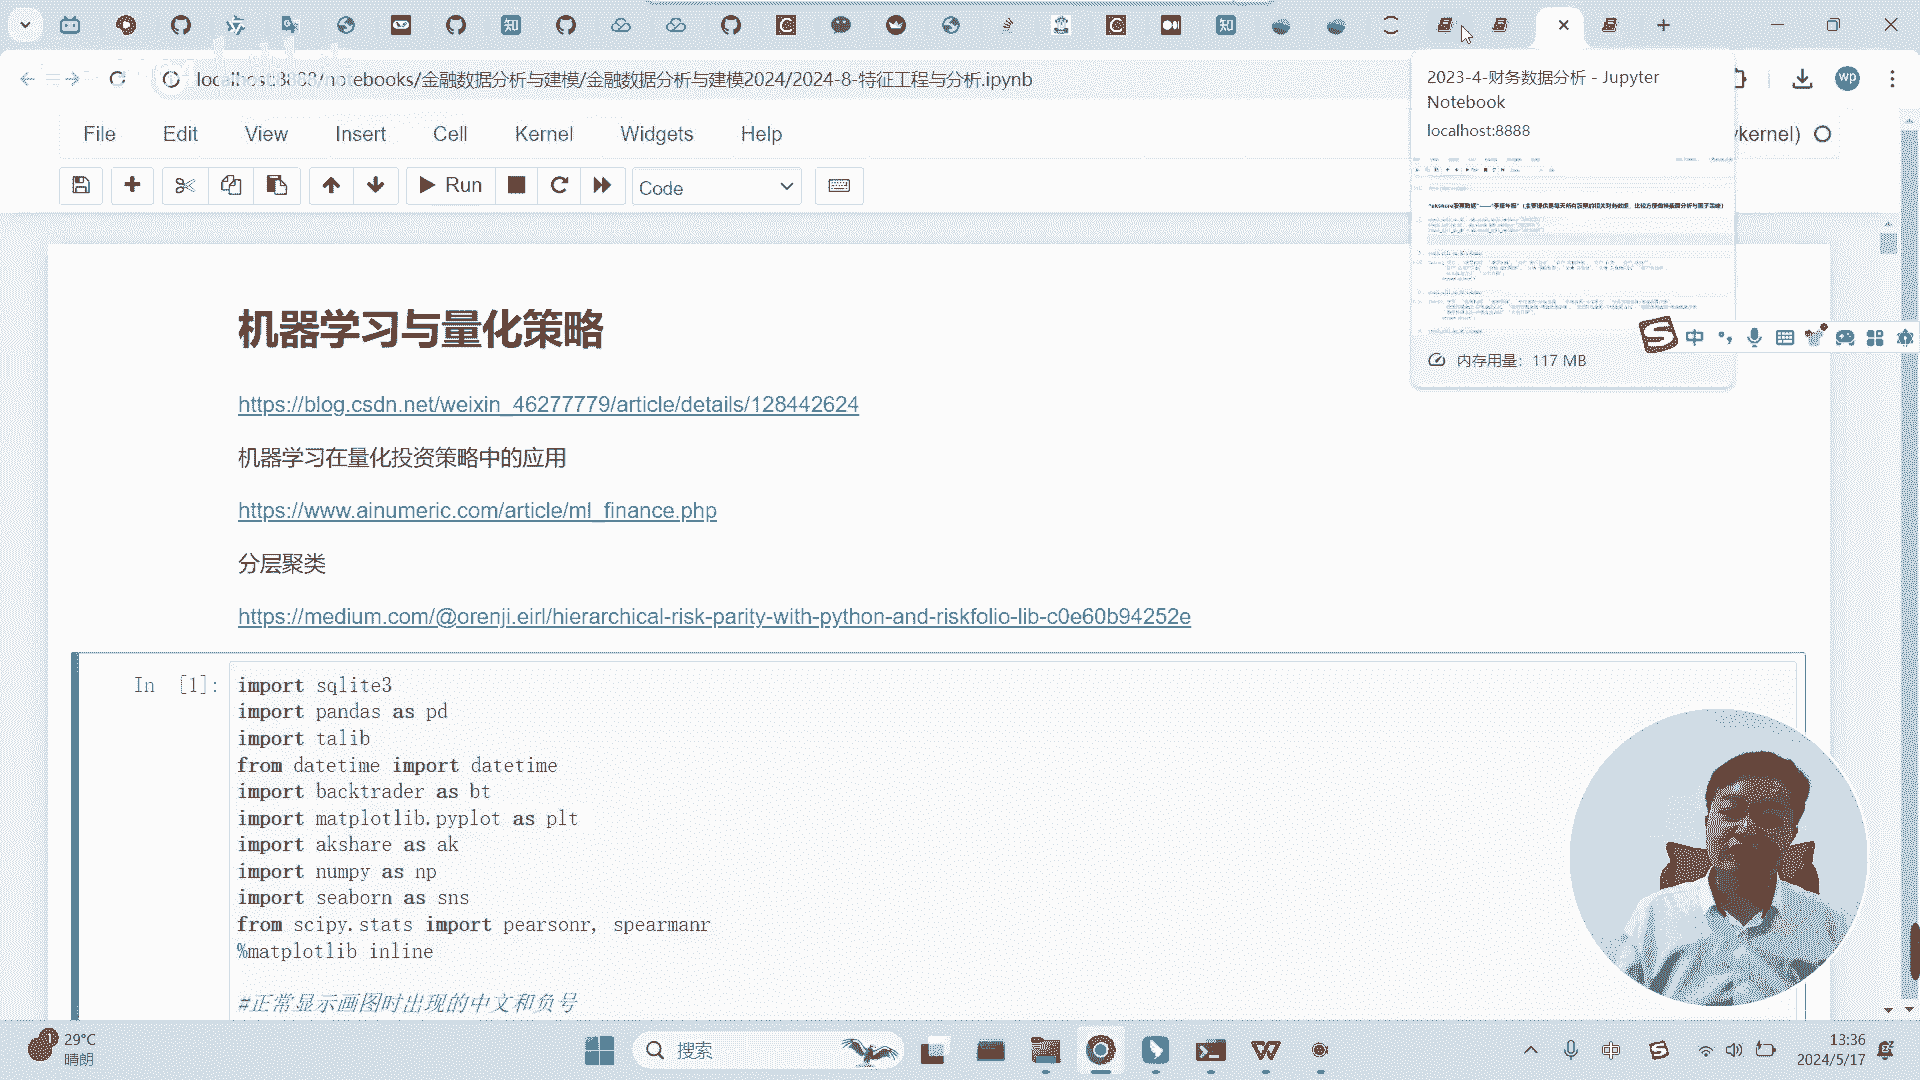 localhost:8888/notebooks/金融数据分析与建模/金融数据分析与建模2024/2024-8-特征工程与分析.ipynb
wp
2023-4-财务数据分析 - Jupyter
Notebook
localhost:8888
内存用量：117 MB
File Edit View Insert Cell Kernel Widgets Help
kernel)
Run
Code
中
机器学习与量化策略
https://blog.csdn.net/weixin_46277779/article/details/128442624
机器学习在量化投资策略中的应用
https://www.ainumeric.com/article/ml_finance.php
分层聚类
https://medium.com/@orenji.eirl/hierarchical-risk-parity-with-python-and-riskfolio-lib-c0e60b94252e
In [1]:
import sqlite3
import pandas as pd
import talib
from datetime import datetime
import backtrader as bt
import matplotlib.pyplot as plt
import akshare as ak
import numpy as np
import seaborn as sns
from scipy.stats import pearsonr, spearmanr
%matplotlib inline
#正常显示画图时出现的中文和负号
29°C
晴朗
搜索
中
13:36
2024/5/17